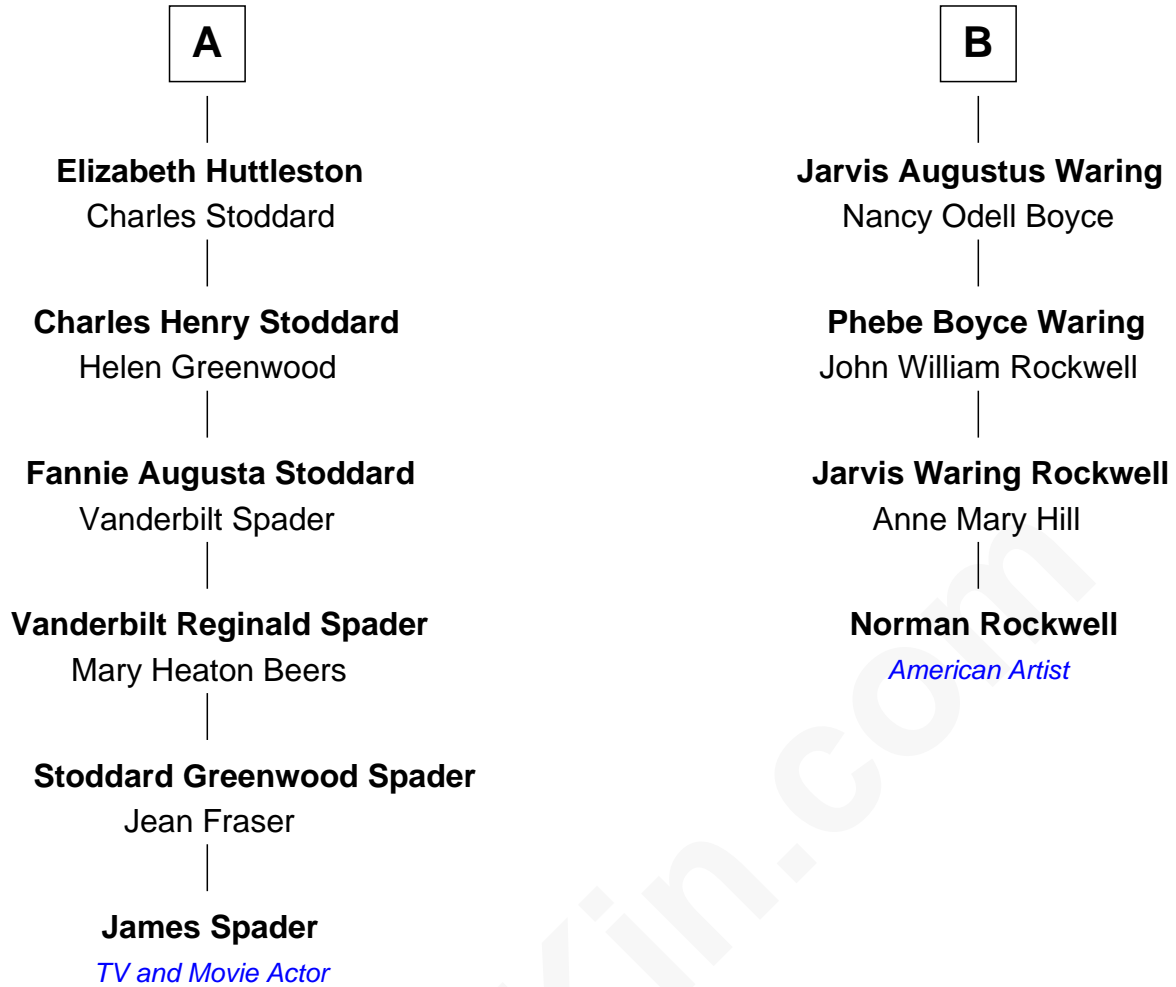 A
Elizabeth Huttleston
Charles Stoddard
Charles Henry Stoddard
Helen Greenwood
Fannie Augusta Stoddard
Vanderbilt Spader
Vanderbilt Reginald Spader
Mary Heaton Beers
Stoddard Greenwood Spader
Jean Fraser
James Spader
TV and Movie Actor
B
Jarvis Augustus Waring
Nancy Odell Boyce
Phebe Boyce Waring
John William Rockwell
Jarvis Waring Rockwell
Anne Mary Hill
Norman Rockwell
American Artist
Kin.com